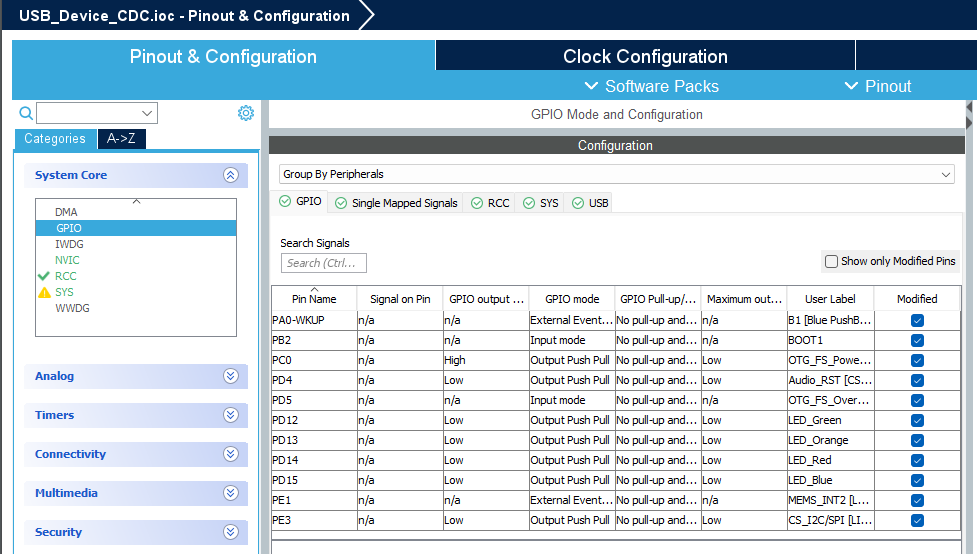 USB_Device_CDC.ioc - Pinout & Configuration
Pinout & Configuration Clock Configuration
Software Packs Pinout
GPIO Mode and Configuration
Categories A->Z
Configuration
System Core
Group By Peripherals
GPIO Single Mapped Signals RCC SYS USB
DMA
GPIO
IWDG
NVIC
RCC
SYS
WWDG
Search Signals
Search (Ctrl...
Show only Modified Pins
Pin Name Signal on Pin GPIO output ... GPIO mode GPIO Pull-up/... Maximum out... User Label Modified
PA0-WKUP n/a n/a External Event... No pull-up and... n/a B1 [Blue PushB...
PB2 n/a n/a Input mode No pull-up and... n/a BOOT1
PC0 n/a High Output Push Pull No pull-up and... Low OTG_FS_Powe...
PD4 n/a Low Output Push Pull No pull-up and... Low Audio_RST [CS...
PD5 n/a n/a Input mode No pull-up and... n/a OTG_FS_Over...
PD12 n/a Low Output Push Pull No pull-up and... Low LED_Green
PD13 n/a Low Output Push Pull No pull-up and... Low LED_Orange
PD14 n/a Low Output Push Pull No pull-up and... Low LED_Red
PD15 n/a Low Output Push Pull No pull-up and... Low LED_Blue
PE1 n/a n/a External Event... No pull-up and... n/a MEMS_INT2 [L...
PE3 n/a Low Output Push Pull No pull-up and... Low CS_I2C/SPI [LI...
Analog
Timers
Connectivity
Multimedia
Security